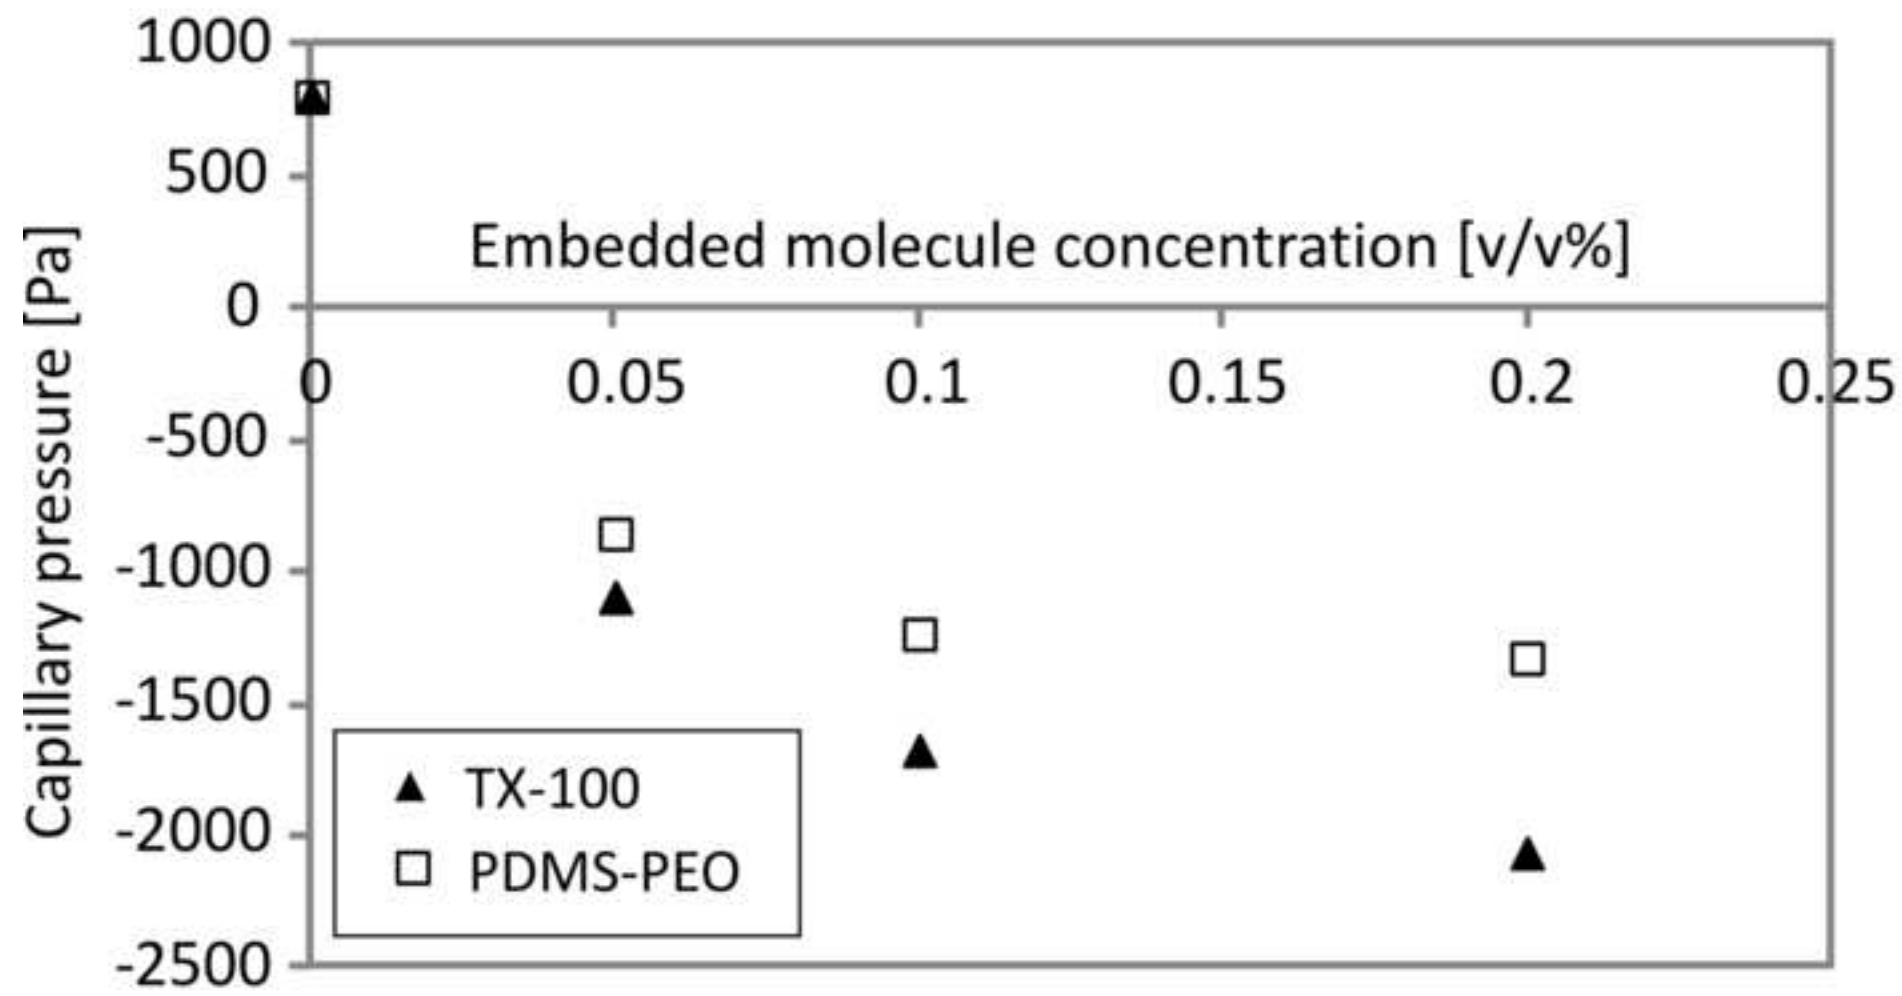 1000
500
Embedded molecule concentration [v/v%]
0
0 0.05 0.1 0.15 0.2 0.25
-500
-1000
-1500
-2000
-2500
Capillary pressure [Pa]
TX-100
PDMS-PEO